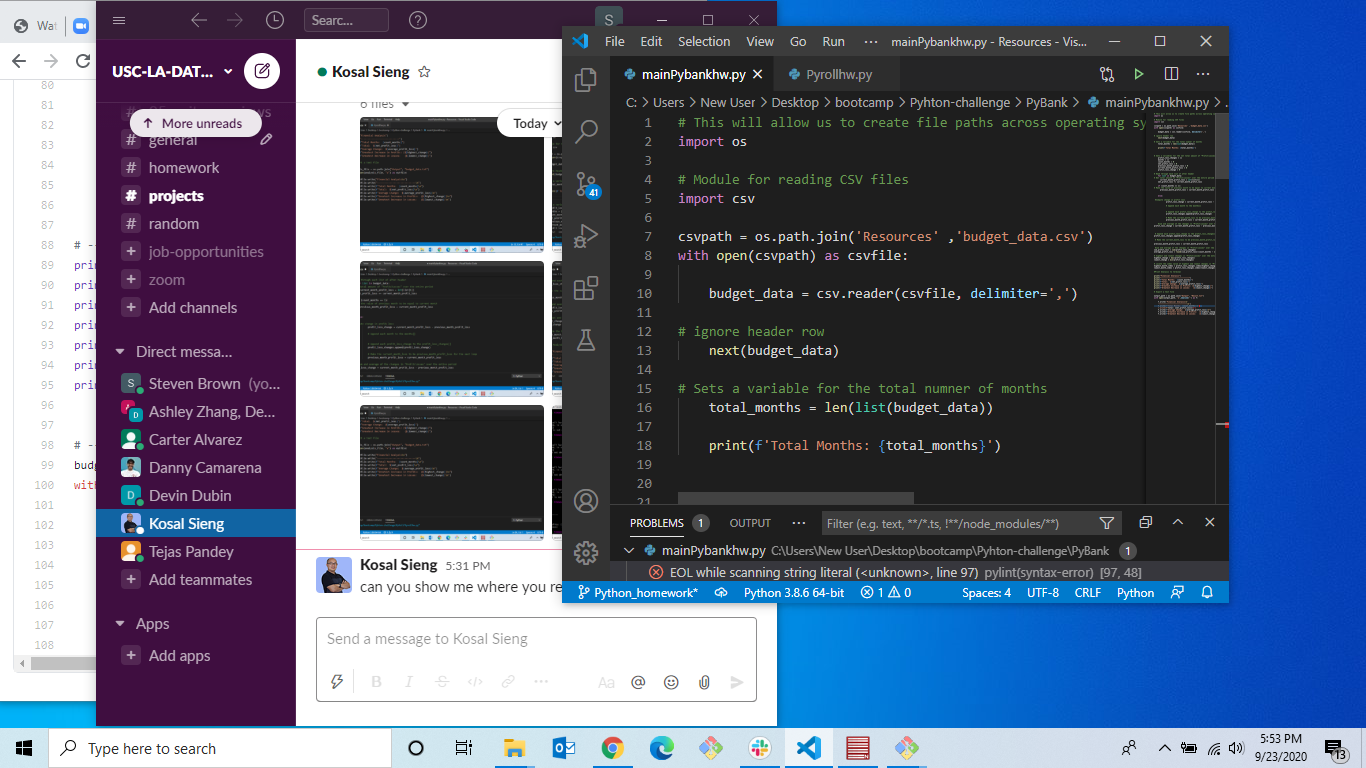 Wat
80
81
82
83
84
85
86
87
88 # --
89 prin
90 prin
91 prin
92 prin
93 prin
94 prin
95 prin
96
97
98 # --
99 budg
100 with
101
102
103
104
105
106
107
108
Searc...
S
USC-LA-DAT...
More unreads
# general
# homework
# projects
# random
+ job-opportunities
+ zoom
+ Add channels
Direct messa...
S Steven Brown (yo...
D Ashley Zhang, De...
Carter Alvarez
Danny Camarena
D Devin Dubin
Kosal Sieng
Tejas Pandey
+ Add teammates
Apps
+ Add apps
Kosal Sieng
6 files
Today
Kosal Sieng 5:31 PM
can you show me where you re
Send a message to Kosal Sieng
B I S </> ... Aa @
File Edit Selection View Go Run ··· mainPybankhw.py - Resources - Vis...
mainPybankhw.py Pyrollhw.py
C: > Users > New User > Desktop > bootcamp > Pyhton-challenge > PyBank > mainPybankhw.py > ...
41
1 # This will allow us to create file paths across operating sy
2 import os
3
4 # Module for reading CSV files
5 import csv
6
7 csvpath = os.path.join('Resources' ,'budget_data.csv')
8 with open(csvpath) as csvfile:
9
10 budget_data = csv.reader(csvfile, delimiter=',')
11
12 # ignore header row
13 next(budget_data)
14
15 # Sets a variable for the total numner of months
16 total_months = len(list(budget_data))
17
18 print(f'Total Months: {total_months}')
19
20
21
PROBLEMS 1 OUTPUT ··· Filter (e.g. text, **/*.ts, !**/node_modules/**)
mainPybankhw.py C:\Users\New User\Desktop\bootcamp\Pyhton-challenge\PyBank 1
EOL while scanning string literal (<unknown>, line 97) pylint(syntax-error) [97, 48]
Python_homework* Python 3.8.6 64-bit 1 0 Spaces: 4 UTF-8 CRLF Python
Type here to search
5:53 PM
9/23/2020
13